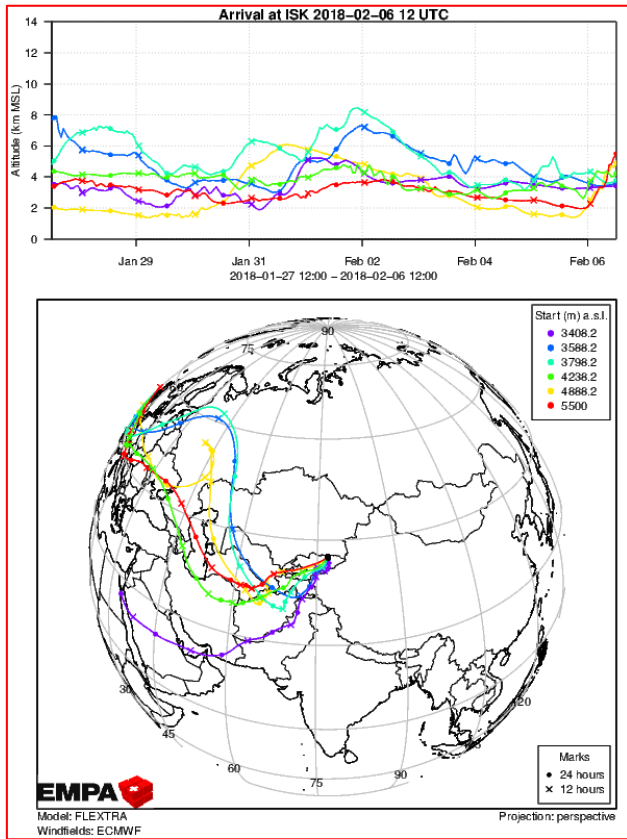 Arrival at ISK 2018−02−06 12 UTC
14
12
10
8
6
4
2
0
Altitude (km MSL)
Jan 29 Jan 31 Feb 02 Feb 04 Feb 06
2018−01−27 12:00 − 2018−02−06 12:00
Start (m) a.s.l.
3408.2
3588.2
3798.2
4238.2
4888.2
5500
90
75
30
45
60
75
120
Marks
24 hours
12 hours
EMPA
Model: FLEXTRA
Windfields: ECMWF
Projection: perspective